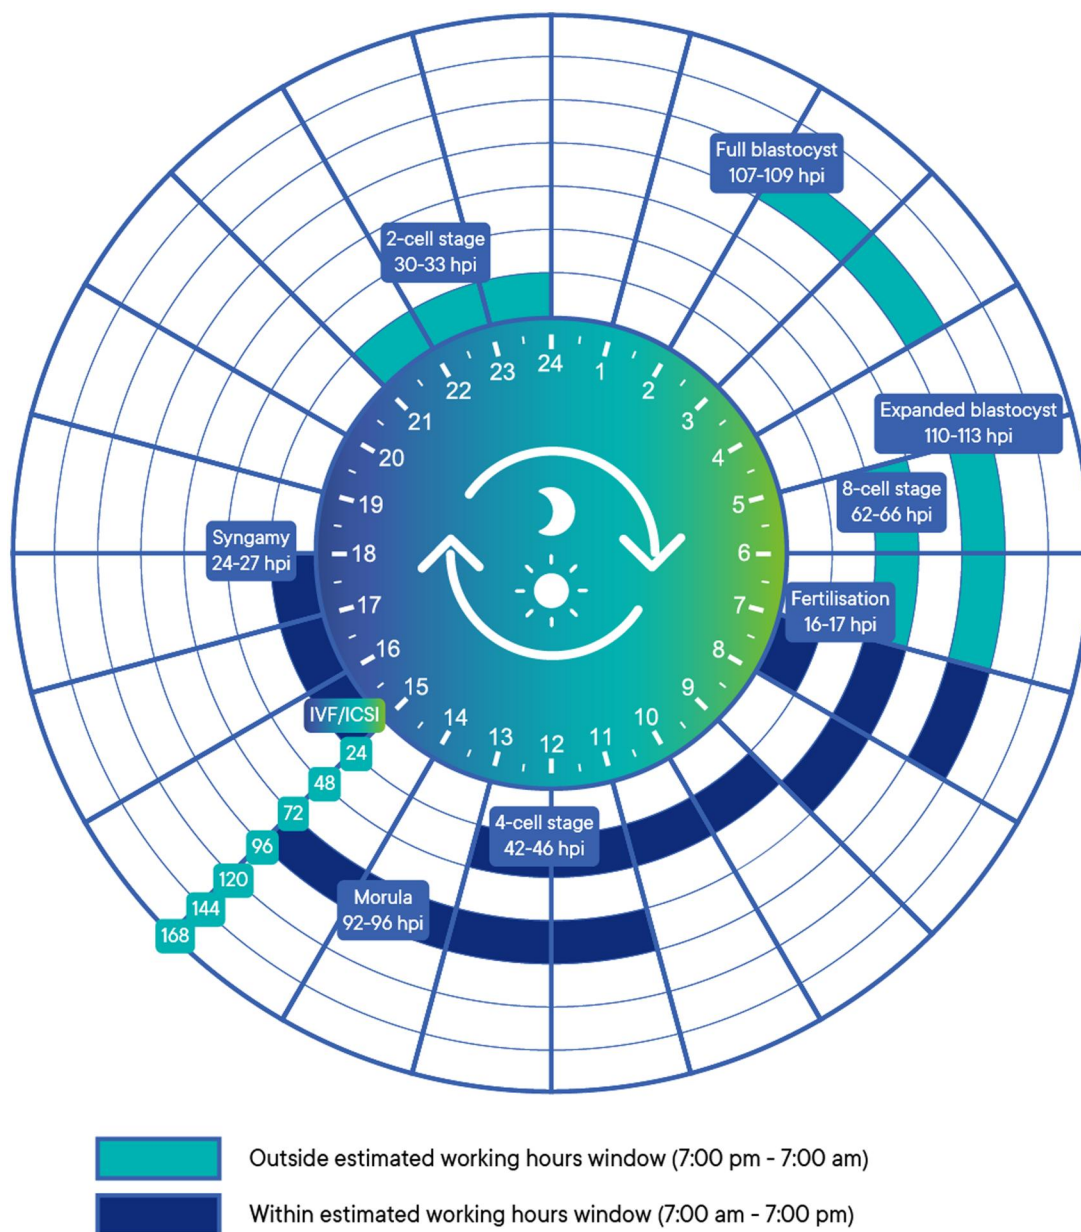 Full blastocyst
107-109 hpi
2-cell stage
30-33 hpi
24
1
2
3
4
5
6
7
8
9
10
11
12
13
14
15
16
17
18
19
20
21
22
23
Expanded blastocyst
110-113 hpi
8-cell stage
62-66 hpi
Syngamy
24-27 hpi
Fertilisation
16-17 hpi
IVF/ICSI
24
48
72
96
120
144
168
4-cell stage
42-46 hpi
Morula
92-96 hpi
Outside estimated working hours window (7:00 pm - 7:00 am)
Within estimated working hours window (7:00 am - 7:00 pm)